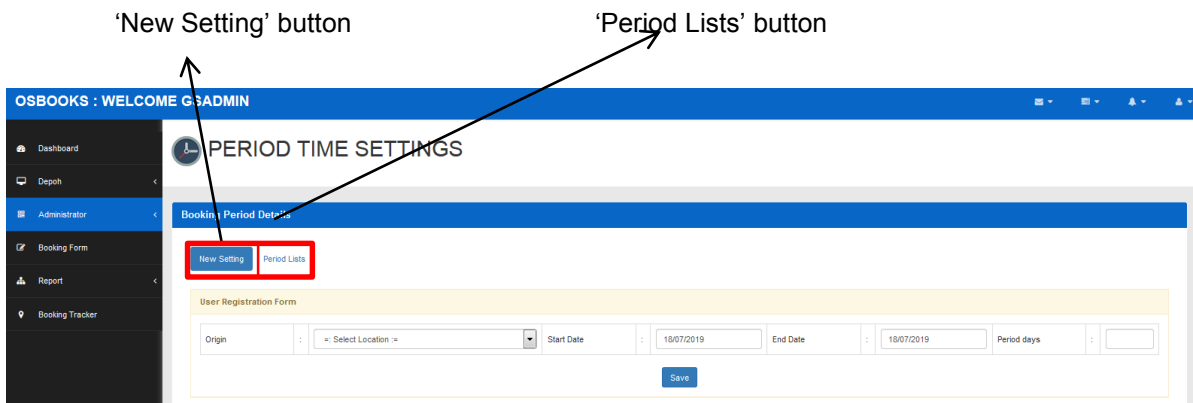 ‘New Setting’ button ‘Period Lists’ button
OSBOOKS : WELCOME GSADMIN
Dashboard
PERIOD TIME SETTINGS
Depoh
Administrator
Booking Period Details
Booking Form
New Setting Period Lists
Report
User Registration Form
Booking Tracker
Origin : =: Select Location := Start Date : 18/07/2019 End Date : 18/07/2019 Period days :
Save